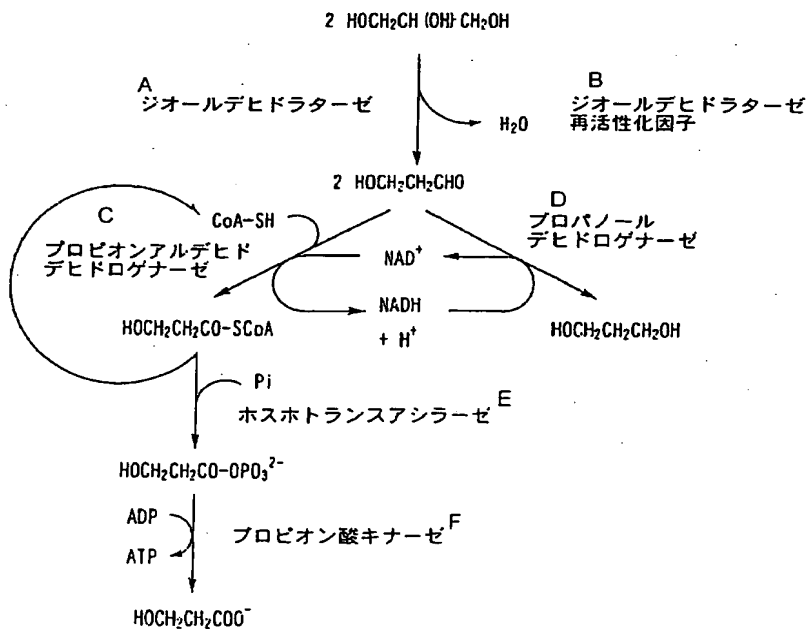 2 HOCH₂CH(OH)CH₂OH
A
ジオールデヒドラターゼ
B
ジオールデヒドラターゼ
再活性化因子
H₂O
2 HOCH₂CH₂CHO
C
プロピオンアルデヒド
デヒドロゲナーゼ
CoA-SH
NAD⁺
NADH
+ H⁺
D
プロパノール
デヒドロゲナーゼ
HOCH₂CH₂CO-SCoA
HOCH₂CH₂CH₂OH
Pi
ホスホトランスアシラーゼ E
HOCH₂CH₂CO-OPO₃²⁻
ADP
ATP
プロピオン酸キナーゼ F
HOCH₂CH₂COO⁻